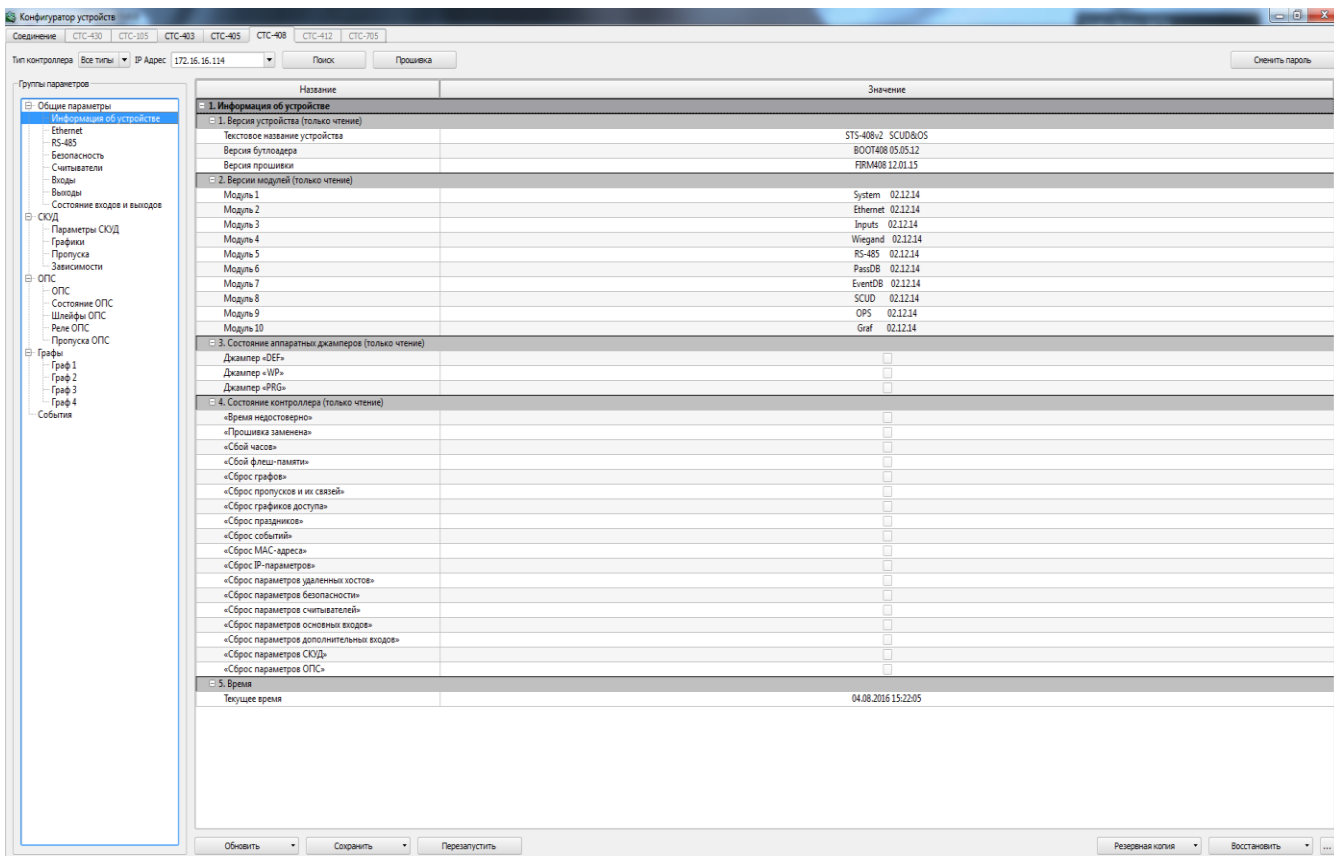 Конфигуратор устройств
Соединение СТС-430 СТС-105 СТС-403 СТС-405 СТС-408 СТС-412 СТС-705
Тип контроллера Все типы IP Адрес 172.16.16.114 Поиск Прошивка Сменить пароль
Группы параметров
Общие параметры
Информация об устройстве
Ethernet
RS-485
Безопасность
Считыватели
Входы
Выходы
Состояние входов и выходов
СКУД
Параметры СКУД
Графики
Пропуска
Зависимости
ОПС
ОПС
Состояние ОПС
Шлейфы ОПС
Реле ОПС
Пропуска ОПС
Графы
Граф 1
Граф 2
Граф 3
Граф 4
События
Название Значение
1. Информация об устройстве
1. Версия устройства (только чтение)
Текстовое название устройства STS-408v2 SCUD&OS
Версия бутлоадера BOOT408 05.05.12
Версия прошивки FIRM408 12.01.15
2. Версии модулей (только чтение)
Модуль 1 System 02.12.14
Модуль 2 Ethernet 02.12.14
Модуль 3 Inputs 02.12.14
Модуль 4 Wiegand 02.12.14
Модуль 5 RS-485 02.12.14
Модуль 6 PassDB 02.12.14
Модуль 7 EventDB 02.12.14
Модуль 8 SCUD 02.12.14
Модуль 9 OPS 02.12.14
Модуль 10 Graf 02.12.14
3. Состояние аппаратных джамперов (только чтение)
Джампер «DEF»
Джампер «WP»
Джампер «PRG»
4. Состояние контроллера (только чтение)
«Время недостоверно»
«Прошивка заменена»
«Сбой часов»
«Сбой флеш-памяти»
«Сброс графов»
«Сброс пропусков и их связей»
«Сброс графиков доступа»
«Сброс праздников»
«Сброс событий»
«Сброс MAC-адреса»
«Сброс IP-параметров»
«Сброс параметров удаленных хостов»
«Сброс параметров безопасности»
«Сброс параметров считывателей»
«Сброс параметров основных входов»
«Сброс параметров дополнительных входов»
«Сброс параметров СКУД»
«Сброс параметров ОПС»
5. Время
Текущее время 04.08.2016 15:22:05
Обновить Сохранить Перезапустить Резервная копия Восстановить ...